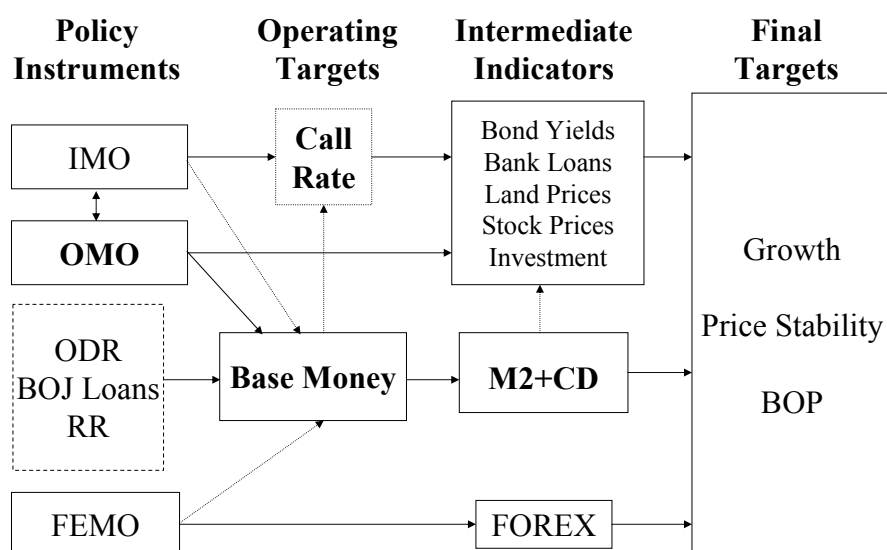 Policy
Instruments
Operating
Targets
Intermediate
Indicators
Final
Targets
IMO
OMO
ODR
BOJ Loans
RR
FEMO
Call
Rate
Base Money
Bond Yields
Bank Loans
Land Prices
Stock Prices
Investment
M2+CD
FOREX
Growth
Price Stability
BOP